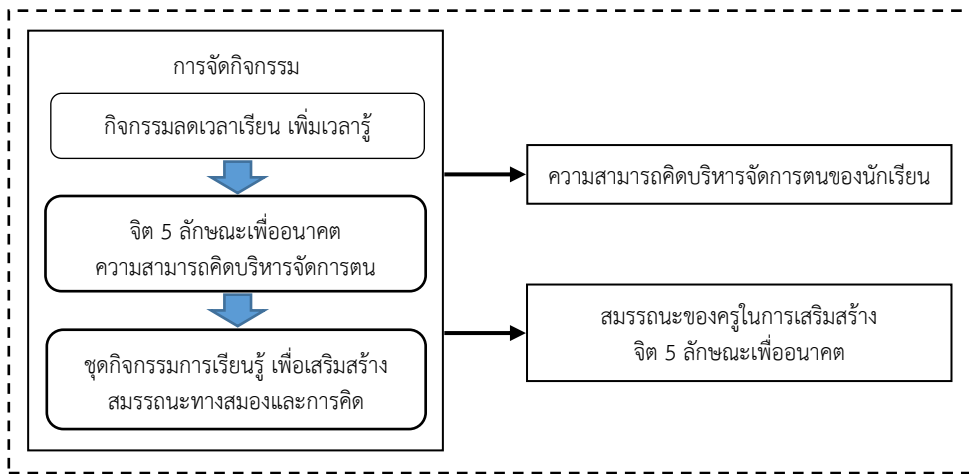 การจัดกิจกรรม
กิจกรรมลดเวลาเรียน เพิ่มเวลารู้
จิต 5 ลักษณะเพื่ออนาคต
ความสามารถคิดบริหารจัดการตน
ชุดกิจกรรมการเรียนรู้ เพื่อเสริมสร้าง
สมรรถนะทางสมองและการคิด
ความสามารถคิดบริหารจัดการตนของนักเรียน
สมรรถนะของครูในการเสริมสร้าง
จิต 5 ลักษณะเพื่ออนาคต